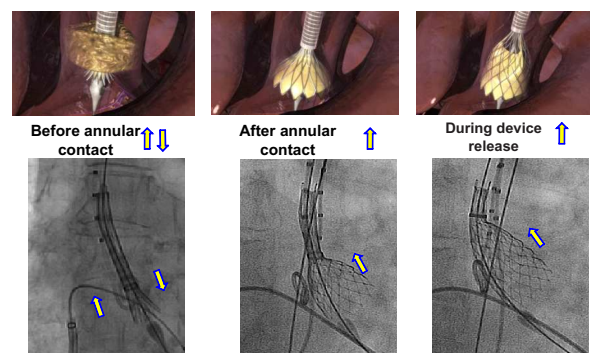 Before annular
contact
After annular
contact
During device
release